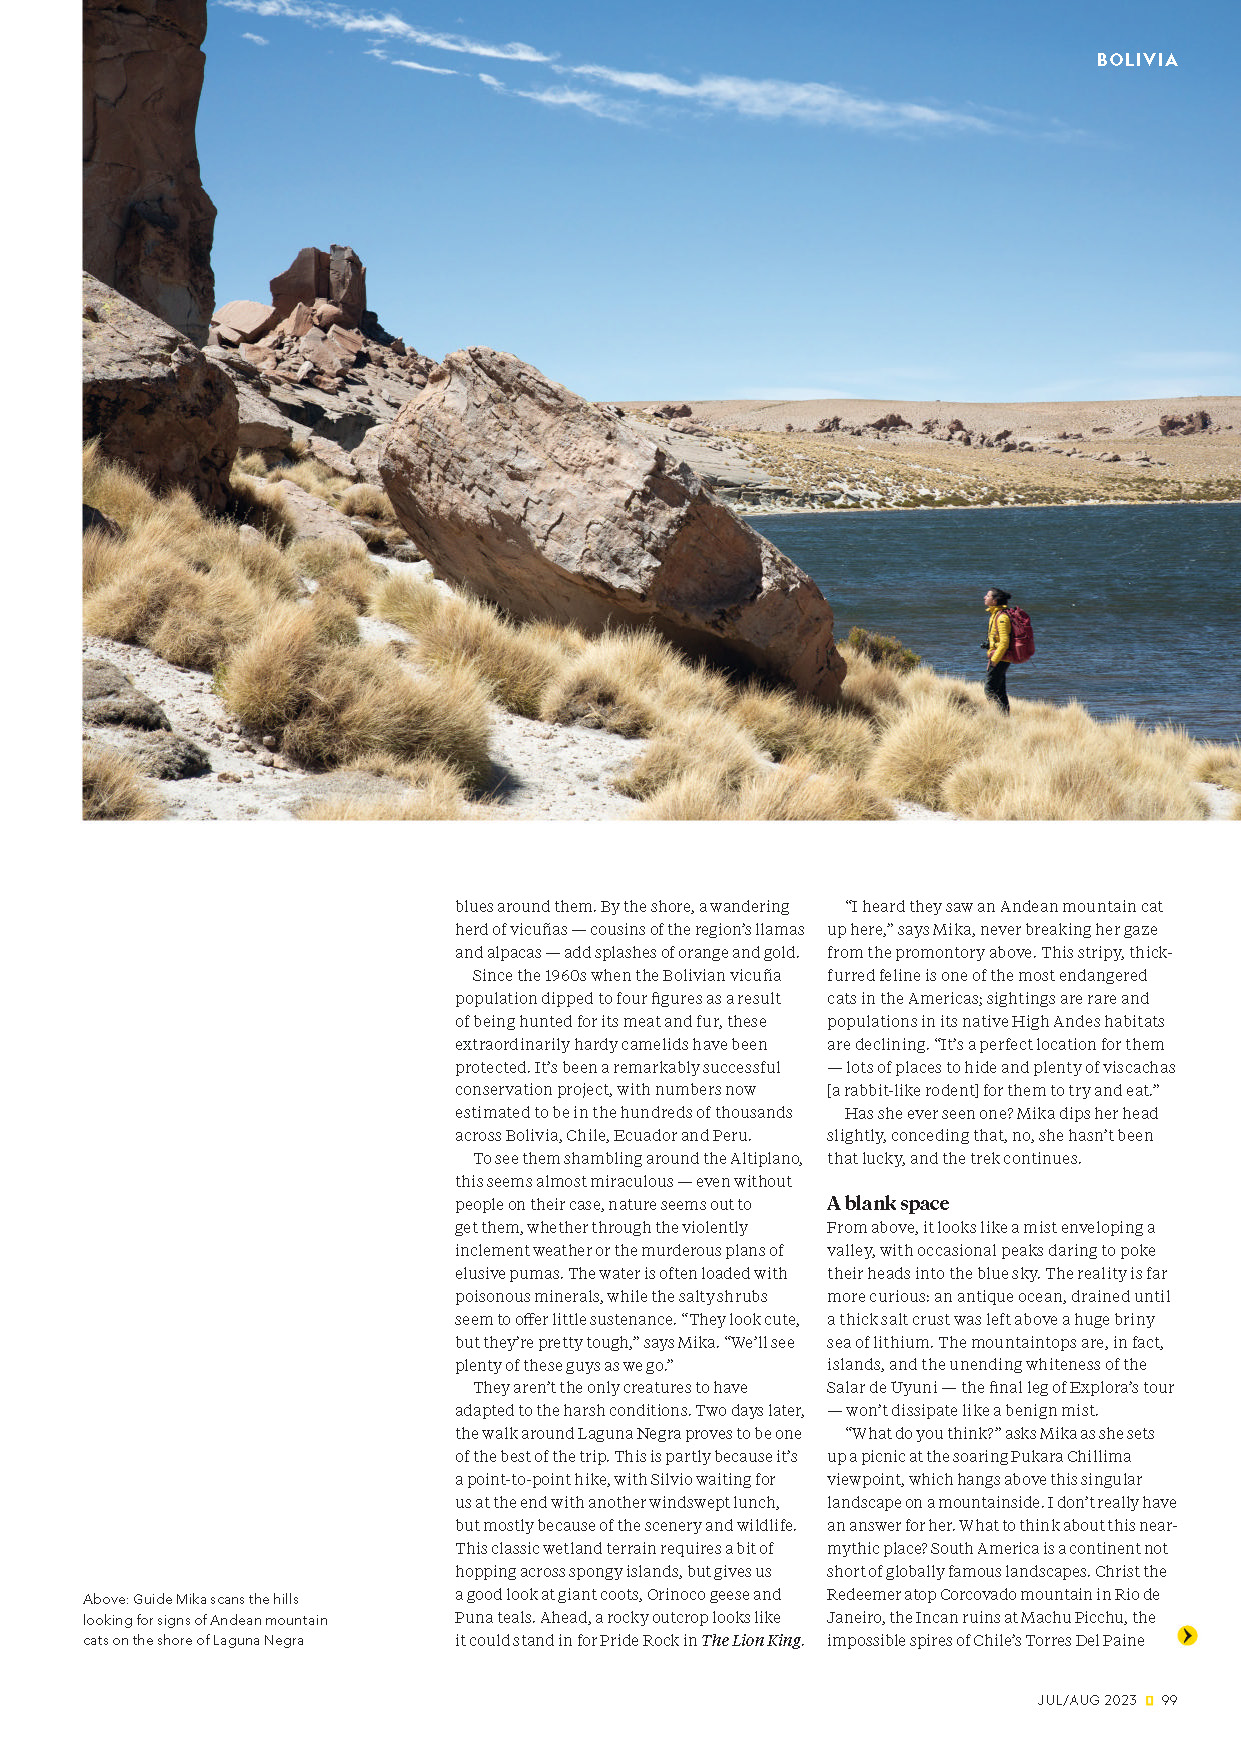 BOLIVIA
blues around them. By the shore, a wandering
herd of vicuñas — cousins of the region’s llamas
and alpacas — add splashes of orange and gold.
Since the 1960s when the Bolivian vicuña
population dipped to four figures as a result
of being hunted for its meat and fur, these
extraordinarily hardy camelids have been
protected. It’s been a remarkably successful
conservation project, with numbers now
estimated to be in the hundreds of thousands
across Bolivia, Chile, Ecuador and Peru.
To see them shambling around the Altiplano,
this seems almost miraculous — even without
people on their case, nature seems out to
get them, whether through the violently
inclement weather or the murderous plans of
elusive pumas. The water is often loaded with
poisonous minerals, while the salty shrubs
seem to offer little sustenance. “They look cute,
but they’re pretty tough,” says Mika. “We’ll see
plenty of these guys as we go.”
They aren’t the only creatures to have
adapted to the harsh conditions. Two days later,
the walk around Laguna Negra proves to be one
of the best of the trip. This is partly because it’s
a point-to-point hike, with Silvio waiting for
us at the end with another windswept lunch,
but mostly because of the scenery and wildlife.
This classic wetland terrain requires a bit of
hopping across spongy islands, but gives us
a good look at giant coots, Orinoco geese and
Puna teals. Ahead, a rocky outcrop looks like
it could stand in for Pride Rock in The Lion King.
“I heard they saw an Andean mountain cat
up here,” says Mika, never breaking her gaze
from the promontory above. This stripy, thick-
furred feline is one of the most endangered
cats in the Americas; sightings are rare and
populations in its native High Andes habitats
are declining. “It’s a perfect location for them
— lots of places to hide and plenty of viscachas
[a rabbit-like rodent] for them to try and eat.”
Has she ever seen one? Mika dips her head
slightly, conceding that, no, she hasn’t been
that lucky, and the trek continues.
A blank space
From above, it looks like a mist enveloping a
valley, with occasional peaks daring to poke
their heads into the blue sky. The reality is far
more curious: an antique ocean, drained until
a thick salt crust was left above a huge briny
sea of lithium. The mountaintops are, in fact,
islands, and the unending whiteness of the
Salar de Uyuni — the final leg of Explora’s tour
— won’t dissipate like a benign mist.
“What do you think?” asks Mika as she sets
up a picnic at the soaring Pukara Chillima
viewpoint, which hangs above this singular
landscape on a mountainside. I don’t really have
an answer for her. What to think about this near-
mythic place? South America is a continent not
short of globally famous landscapes. Christ the
Redeemer atop Corcovado mountain in Rio de
Janeiro, the Incan ruins at Machu Picchu, the
impossible spires of Chile’s Torres Del Paine
Above: Guide Mika scans the hills
looking for signs of Andean mountain
cats on the shore of Laguna Negra
JUL/AUG 2023 99